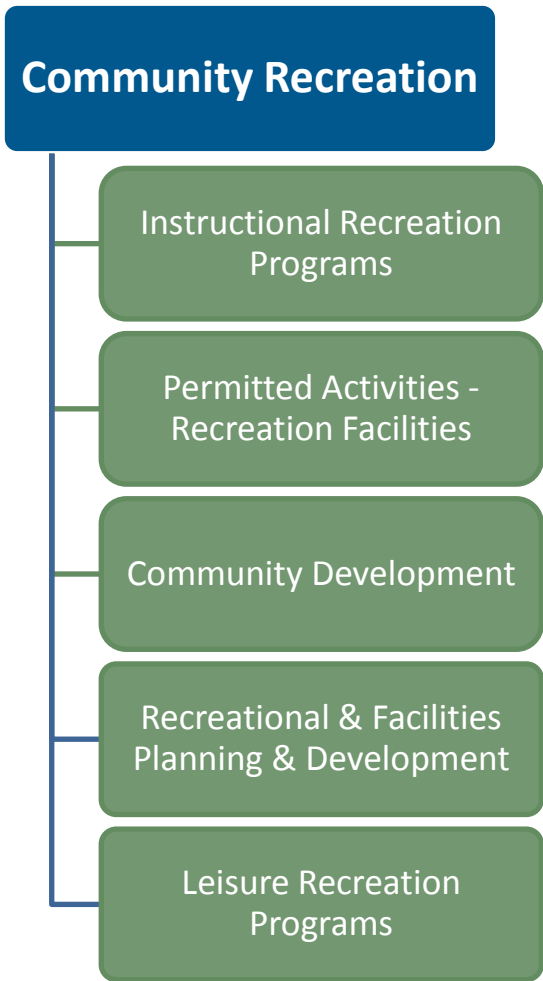 Community Recreation
Instructional Recreation
Programs
Permitted Activities -
Recreation Facilities
Community Development
Recreational & Facilities
Planning & Development
Leisure Recreation
Programs